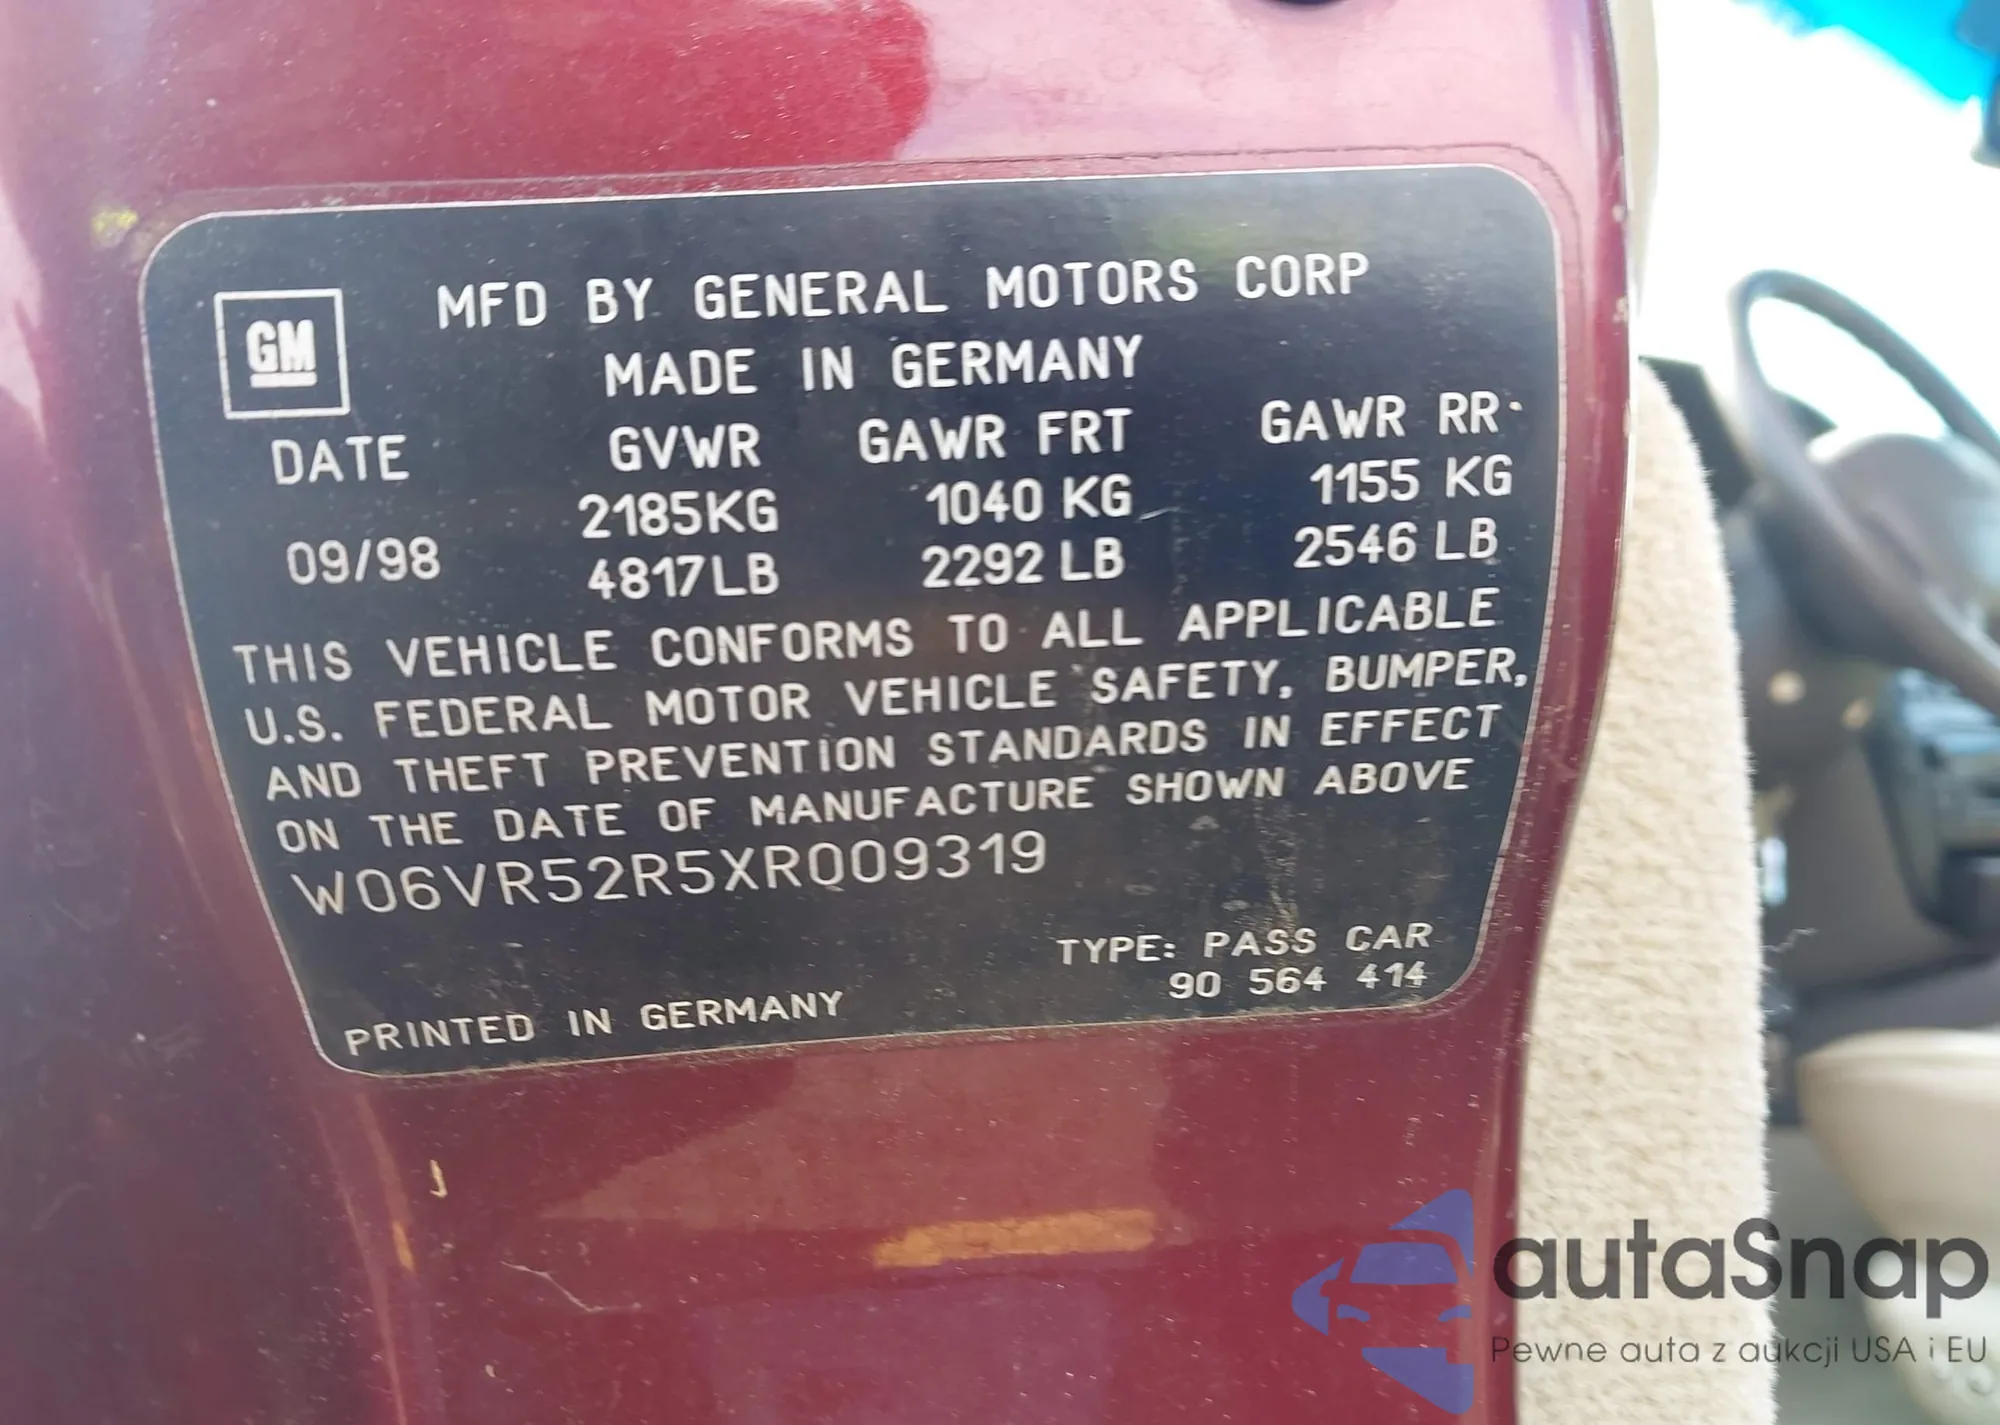 GM
MFD BY GENERAL MOTORS CORP
MADE IN GERMANY
DATE GVWR GAWR FRT GAWR RR
2185KG 1040 KG 1155 KG
09/98 4817LB 2292 LB 2546 LB
THIS VEHICLE CONFORMS TO ALL APPLICABLE
U.S. FEDERAL MOTOR VEHICLE SAFETY, BUMPER,
AND THEFT PREVENTION STANDARDS IN EFFECT
ON THE DATE OF MANUFACTURE SHOWN ABOVE
W06VR52R5XR009319
TYPE: PASS CAR
90 564 414
PRINTED IN GERMANY
autaSnap
Pewne auta z aukcji USA i EU